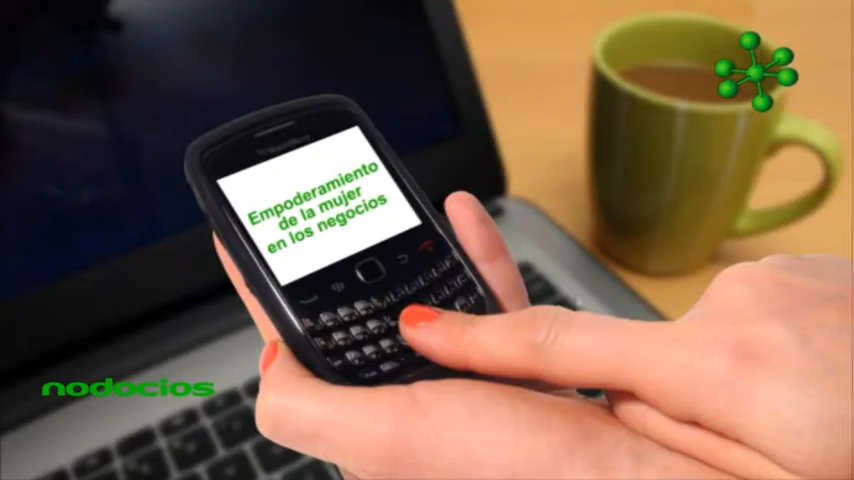 Empoderamiento
de la mujer
en los negocios
nodocios